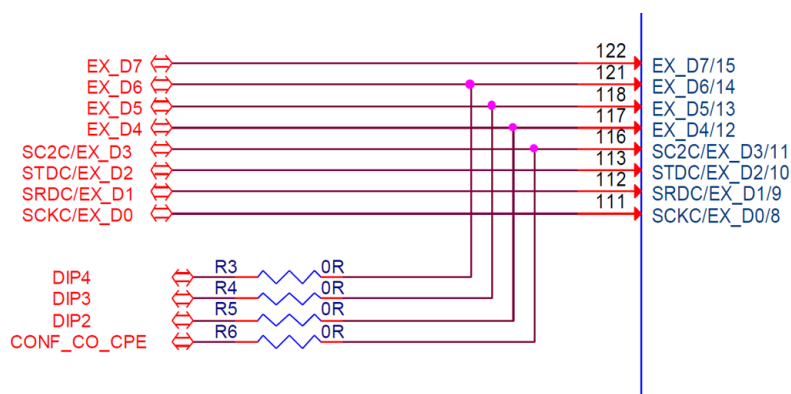 EX_D7 122 EX_D7/15
EX_D6 121 EX_D6/14
EX_D5 118 EX_D5/13
EX_D4 117 EX_D4/12
SC2C/EX_D3 116 SC2C/EX_D3/11
STDC/EX_D2 113 STDC/EX_D2/10
SRDC/EX_D1 112 SRDC/EX_D1/9
SCKC/EX_D0 111 SCKC/EX_D0/8
DIP4 R3 0R
DIP3 R4 0R
DIP2 R5 0R
CONF_CO_CPE R6 0R